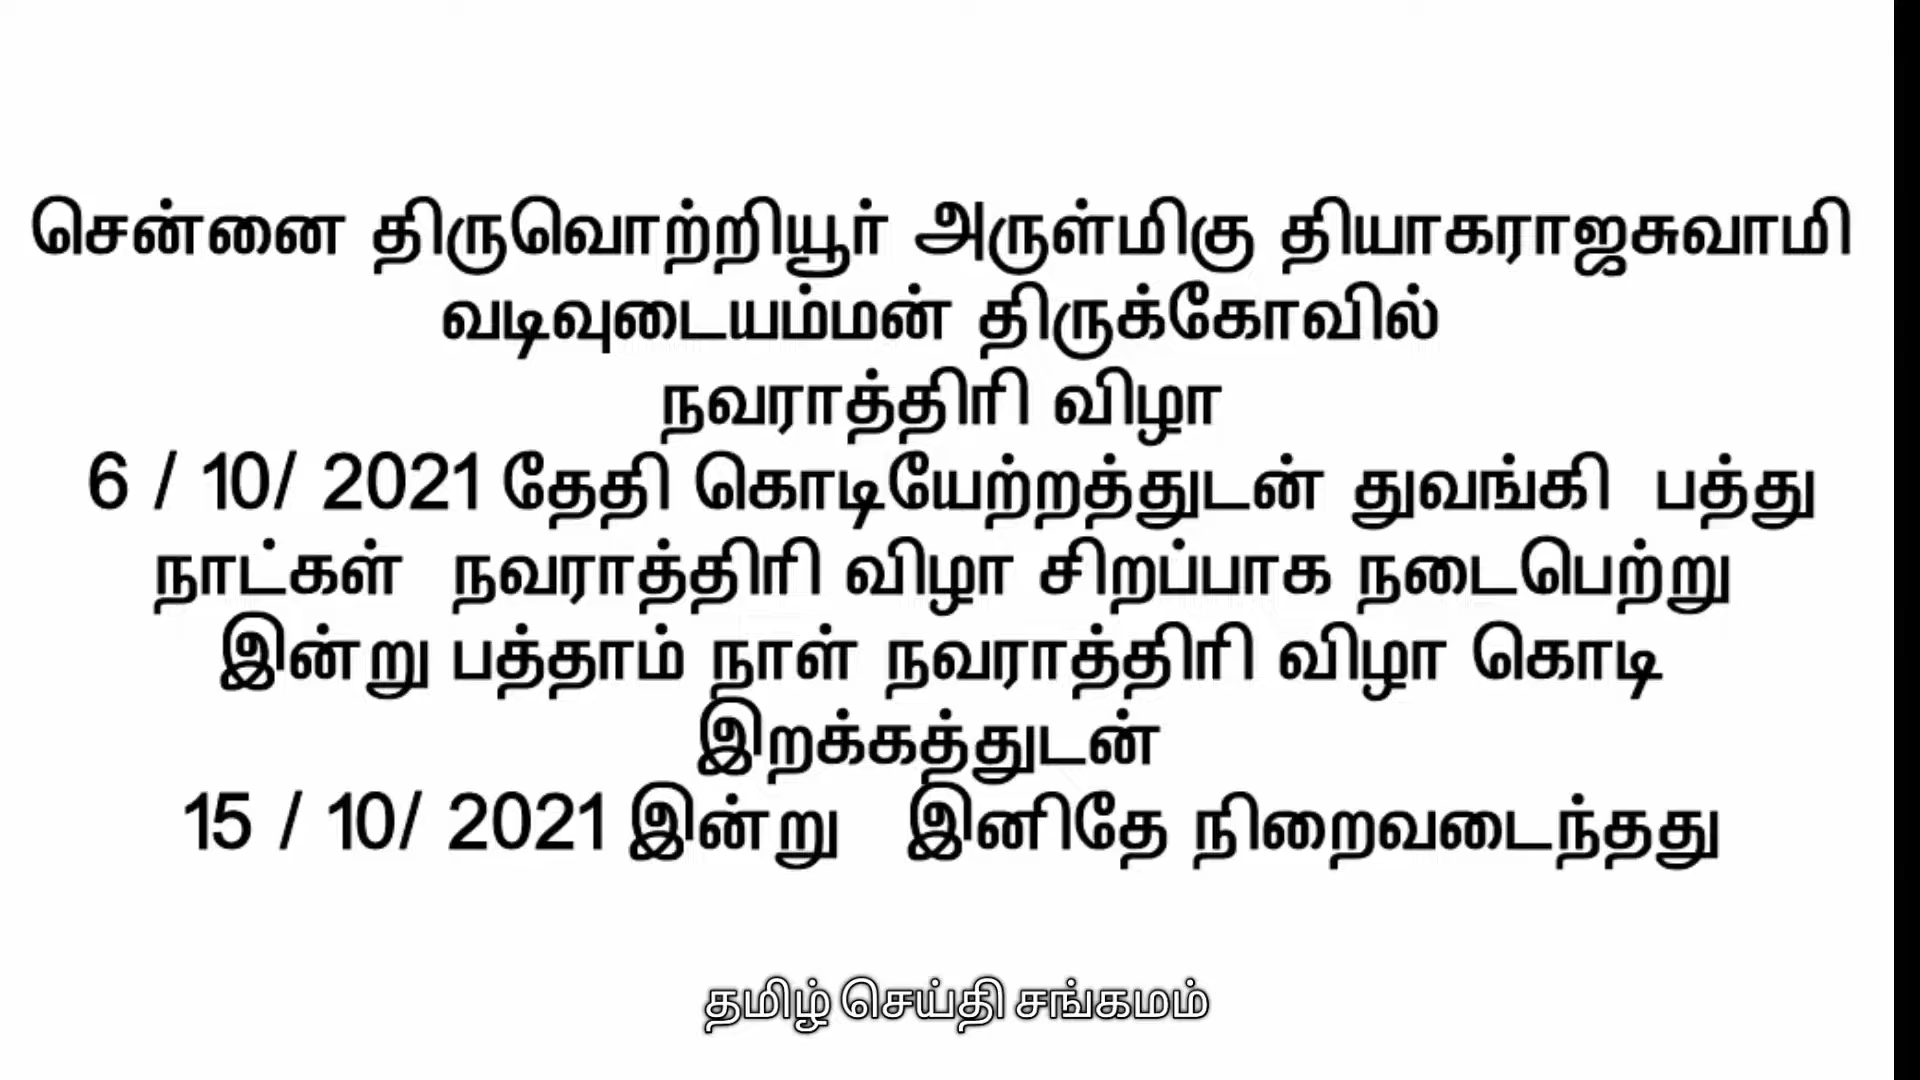 சென்னை திருவொற்றியூர் அருள்மிகு தியாகராஜசுவாமி
வடிவுடையம்மன் திருக்கோவில்
நவராத்திரி விழா
6 / 10/ 2021 தேதி கொடியேற்றத்துடன் துவங்கி பத்து
நாட்கள் நவராத்திரி விழா சிறப்பாக நடைபெற்று
இன்று பத்தாம் நாள் நவராத்திரி விழா கொடி
இறக்கத்துடன்
15 / 10/ 2021 இன்று இனிதே நிறைவடைந்தது
தமிழ் செய்தி சங்கமம்